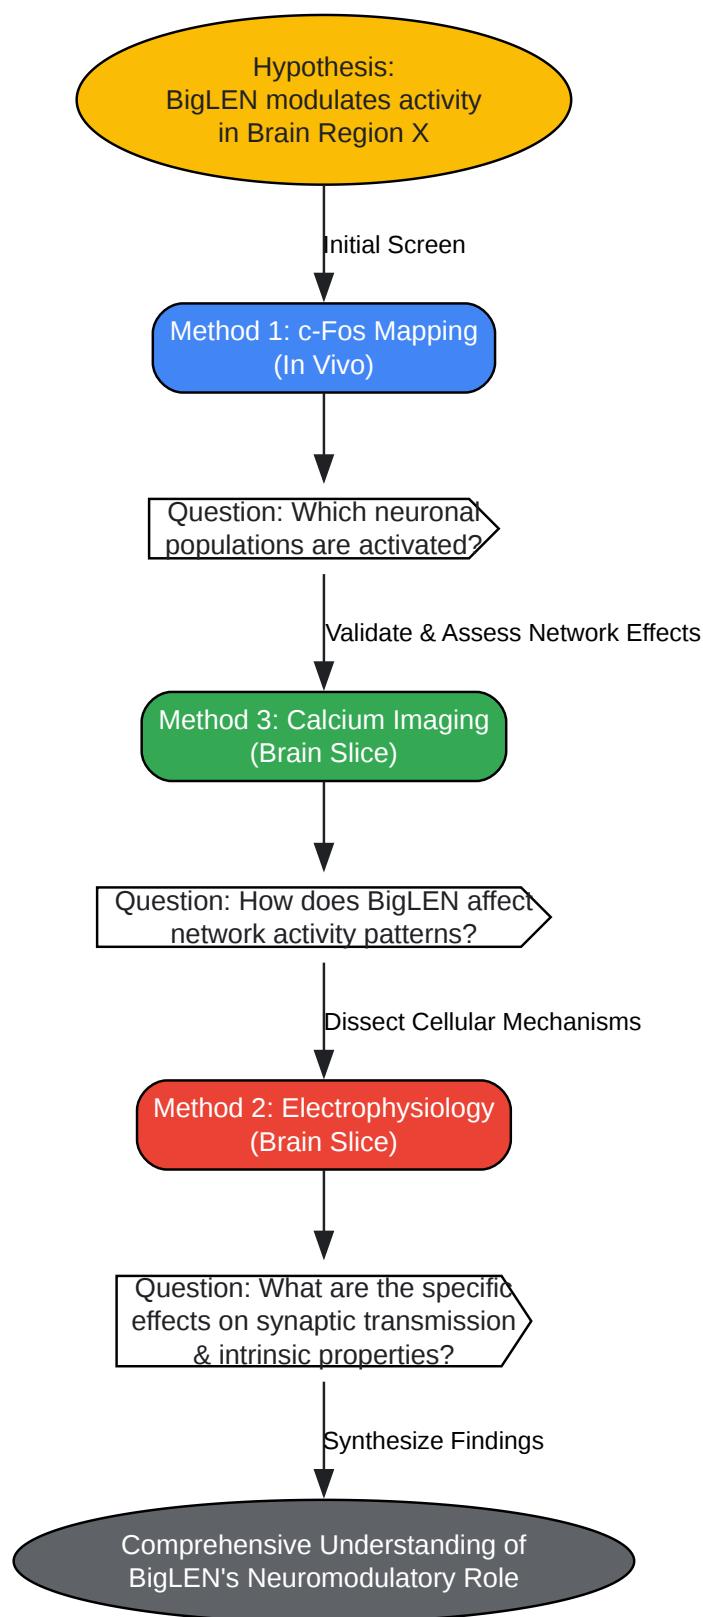 Hypothesis:
BigLEN modulates activity
in Brain Region X
Initial Screen
Method 1: c-Fos Mapping
(In Vivo)
Question: Which neuronal
populations are activated?
Validate & Assess Network Effects
Method 3: Calcium Imaging
(Brain Slice)
Question: How does BigLEN affect
network activity patterns?
Dissect Cellular Mechanisms
Method 2: Electrophysiology
(Brain Slice)
Question: What are the specific
effects on synaptic transmission
& intrinsic properties?
Synthesize Findings
Comprehensive Understanding of
BigLEN's Neuromodulatory Role